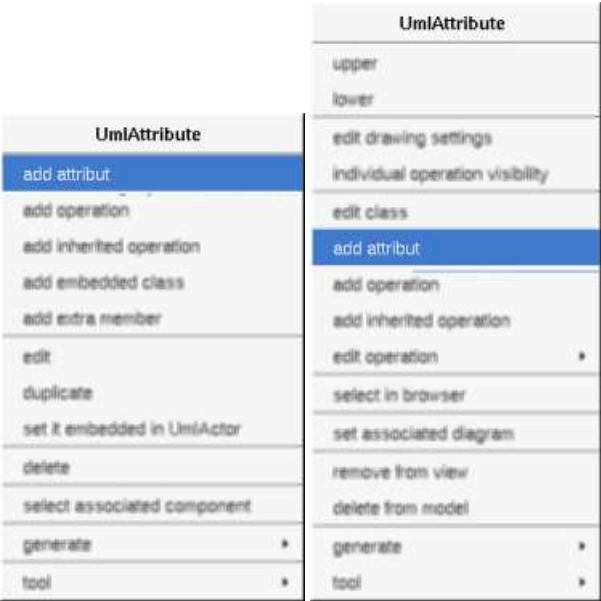 UmlAttribute
add attribut
add operation
add inherited operation
add embedded class
add extra member
edit
duplicate
set it embedded in UmlActor
delete
select associated component
generate
tool
UmlAttribute
upper
lower
edit drawing settings
individual operation visibility
edit class
add attribut
add operation
add inherited operation
edit operation
select in browser
set associated diagram
remove from view
delete from model
generate
tool